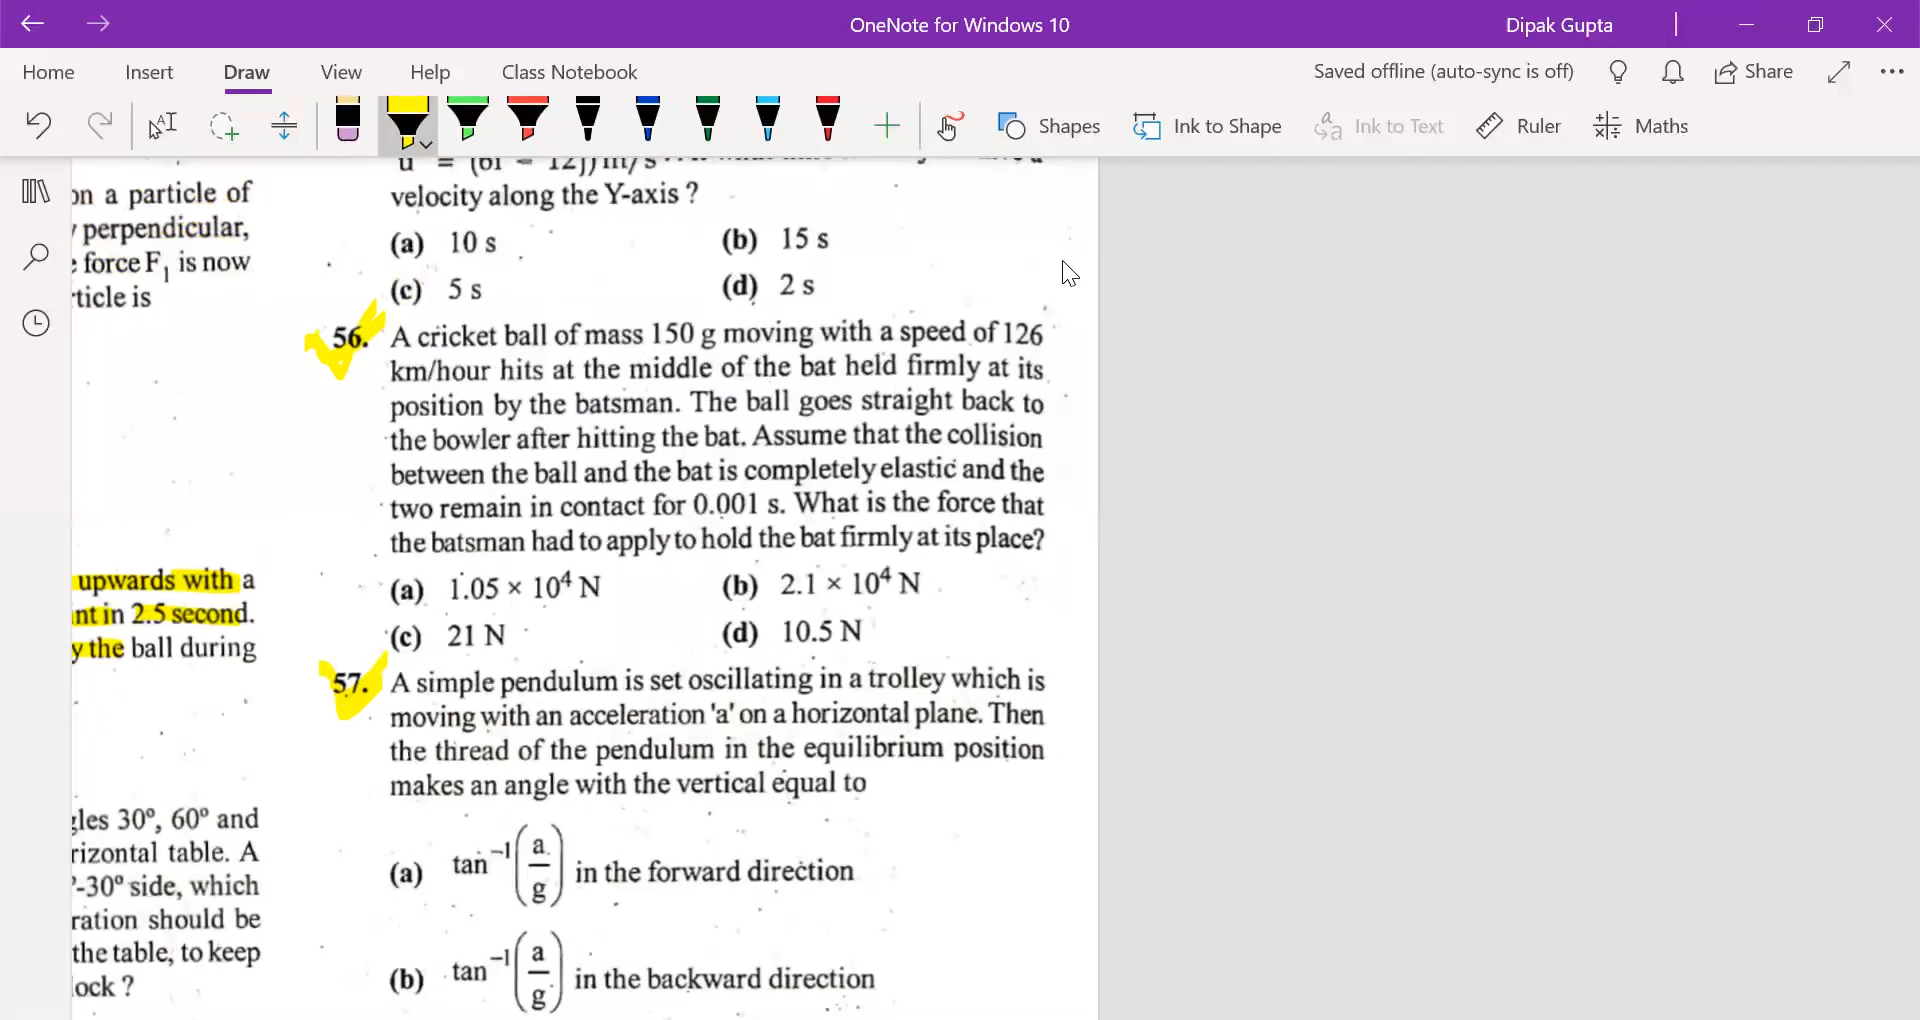 OneNote for Windows 10
Dipak Gupta
Home Insert Draw View Help Class Notebook
Saved offline (auto-sync is off) Share
Shapes Ink to Shape Ink to Text Ruler Maths
on a particle of
perpendicular,
force F₁ is now
ticle is
upwards with a
nt in 2.5 second.
y the ball during
gles 30º, 60º and
rizontal table. A
-30º side, which
ration should be
the table, to keep
lock ?
velocity along the Y-axis ?
(a) 10 s (b) 15 s
(c) 5 s (d) 2 s
56. A cricket ball of mass 150 g moving with a speed of 126
km/hour hits at the middle of the bat held firmly at its
position by the batsman. The ball goes straight back to
the bowler after hitting the bat. Assume that the collision
between the ball and the bat is completely elastic and the
two remain in contact for 0.001 s. What is the force that
the batsman had to apply to hold the bat firmly at its place?
(a) 1.05 × 10⁴ N (b) 2.1 × 10⁴ N
(c) 21 N (d) 10.5 N
57. A simple pendulum is set oscillating in a trolley which is
moving with an acceleration 'a' on a horizontal plane. Then
the thread of the pendulum in the equilibrium position
makes an angle with the vertical equal to
(a) tan⁻¹(a/g) in the forward direction
(b) tan⁻¹(a/g) in the backward direction